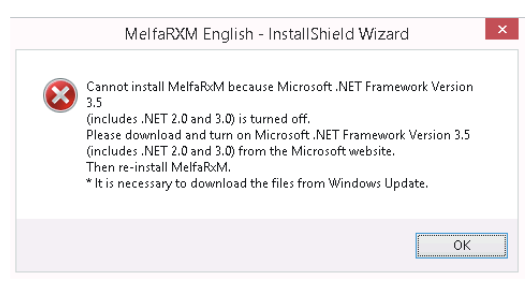 MelfaRXM English - InstallShield Wizard
Cannot install MelfaRxM because Microsoft .NET Framework Version
3.5
(includes .NET 2.0 and 3.0) is turned off.
Please download and turn on Microsoft .NET Framework Version 3.5
(includes .NET 2.0 and 3.0) from the Microsoft website.
Then re-install MelfaRxM.
* It is necessary to download the files from Windows Update.
OK